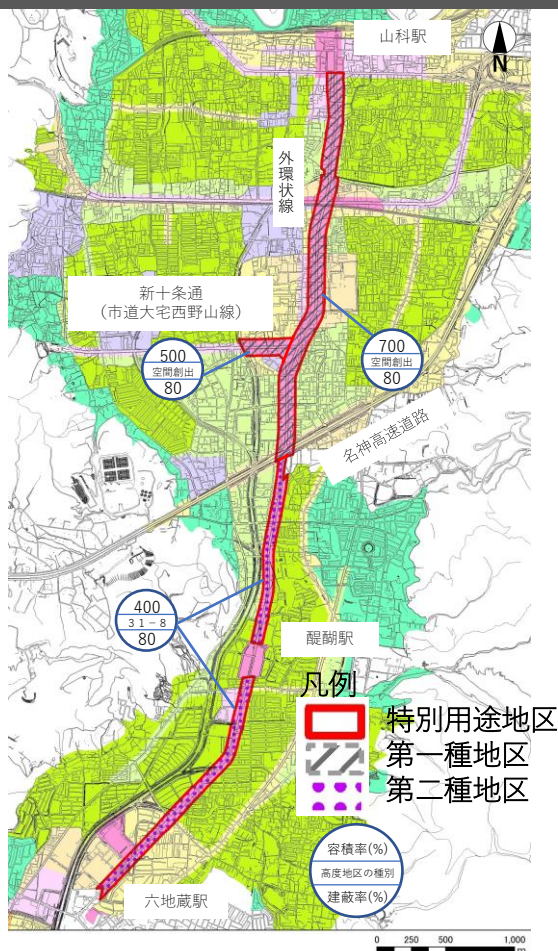 山科駅
N
外環状線
新十条通
（市道大宅西野山線）
500
空間創出
80
700
空間創出
80
名神高速道路
400
31-8
80
醍醐駅
凡例
特別用途地区
第一種地区
第二種地区
容積率(%)
高度地区の種別
建蔽率(%)
六地蔵駅
0 250 500 1,000
m